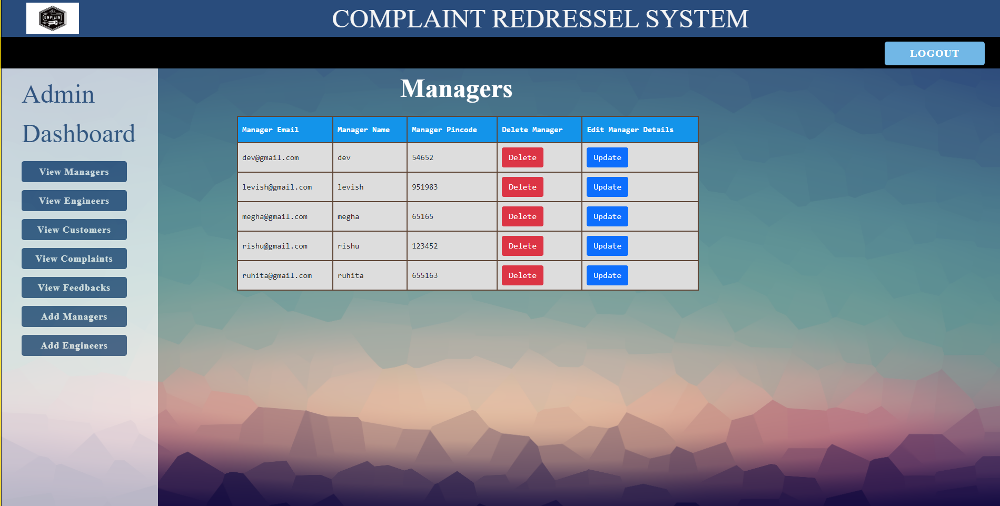 COMPLAINT
COMPLAINT REDRESSEL SYSTEM
LOGOUT
Admin
Dashboard
View Managers
View Engineers
View Customers
View Complaints
View Feedbacks
Add Managers
Add Engineers
Managers
Manager Email Manager Name Manager Pincode Delete Manager Edit Manager Details
dev@gmail.com dev 54652 Delete Update
levish@gmail.com levish 951983 Delete Update
megha@gmail.com megha 65165 Delete Update
rishu@gmail.com rishu 123452 Delete Update
ruhita@gmail.com ruhita 655163 Delete Update